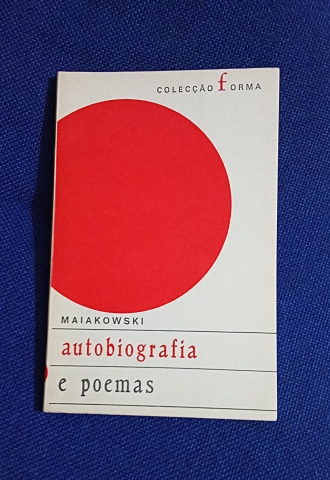 COLECÇÃO fORMA
MAIAKOWSKI
autobiografia
e poemas